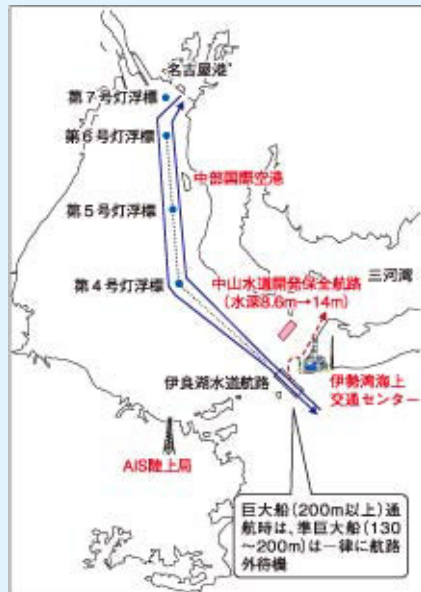 名古屋港
第7号灯浮標
第6号灯浮標
中部国際空港
第5号灯浮標
中山水道開発保全航路
(水深8.6m→14m)
三河湾
第4号灯浮標
伊良湖水道航路
伊勢湾海上
交通センター
AIS陸上局
巨大船(200m以上)通
航時は、準巨大船(130
～200m)は一律に航路
外待機